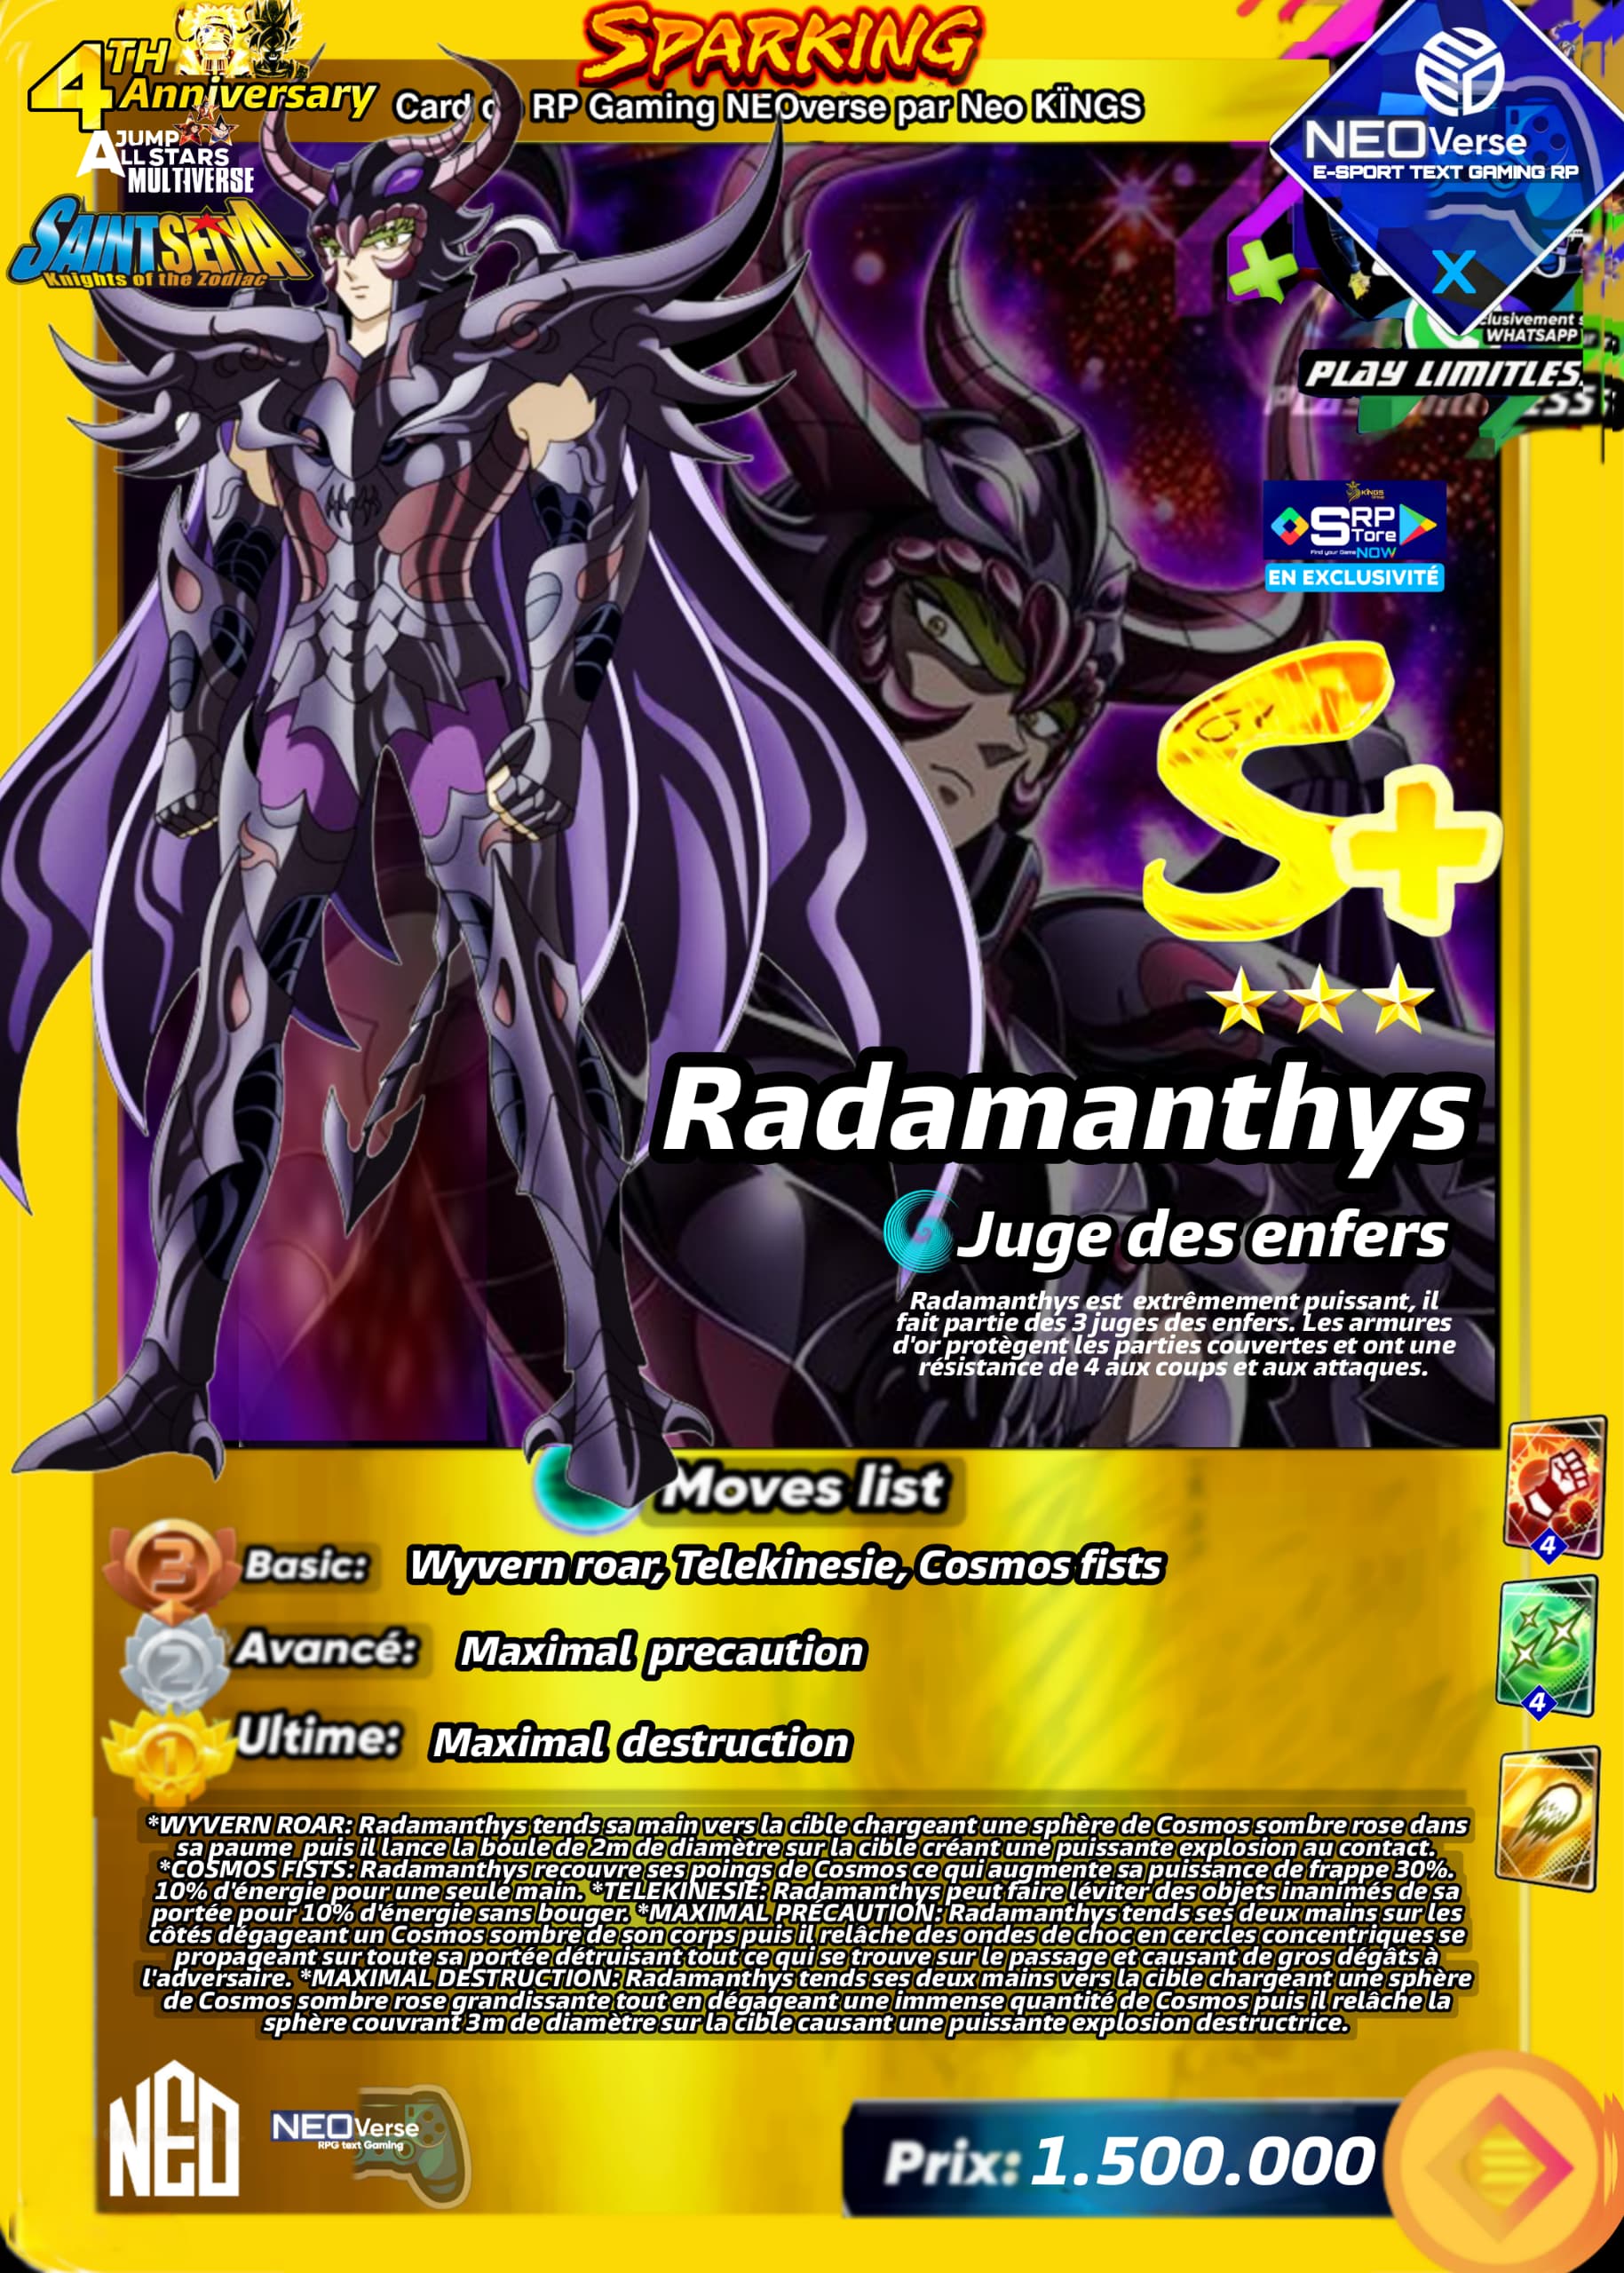 SPARKING
4TH
Anniversary
Card d RP Gaming NEOverse par Neo KÏNGS
JUMP
ALL STARS
MULTIVERSE
SAINT SEIYA
Knights of the Zodiac
NEOVerse
E-SPORT TEXT GAMING RP
X
clusivement
WHATSAPP
PLAY LIMITLES
KINGS
SRP
Tore
Find your Game NOW
EN EXCLUSIVITÉ
S+
Radamanthys
Juge des enfers
Radamanthys est extrêmement puissant, il
fait partie des 3 juges des enfers. Les armures
d'or protègent les parties couvertes et ont une
résistance de 4 aux coups et aux attaques.
Moves list
3 Basic: Wyvern roar, Telekinesie, Cosmos fists
2 Avancé: Maximal precaution
1 Ultime: Maximal destruction
4
4
*WYVERN ROAR: Radamanthys tends sa main vers la cible chargeant une sphère de Cosmos sombre rose dans
sa paume puis il lance la boule de 2m de diamètre sur la cible créant une puissante explosion au contact.
*COSMOS FISTS: Radamanthys recouvre ses poings de Cosmos ce qui augmente sa puissance de frappe 30%.
10% d'énergie pour une seule main. *TELEKINESIE: Radamanthys peut faire léviter des objets inanimés de sa
portée pour 10% d'énergie sans bouger. *MAXIMAL PRÉCAUTION: Radamanthys tends ses deux mains sur les
côtés dégageant un Cosmos sombre de son corps puis il relâche des ondes de choc en cercles concentriques se
propageant sur toute sa portée détruisant tout ce qui se trouve sur le passage et causant de gros dégâts à
l'adversaire. *MAXIMAL DESTRUCTION: Radamanthys tends ses deux mains vers la cible chargeant une sphère
de Cosmos sombre rose grandissante tout en dégageant une immense quantité de Cosmos puis il relâche la
sphère couvrant 3m de diamètre sur la cible causant une puissante explosion destructrice.
NEO
NEOVerse
RPG text Gaming
Prix: 1.500.000